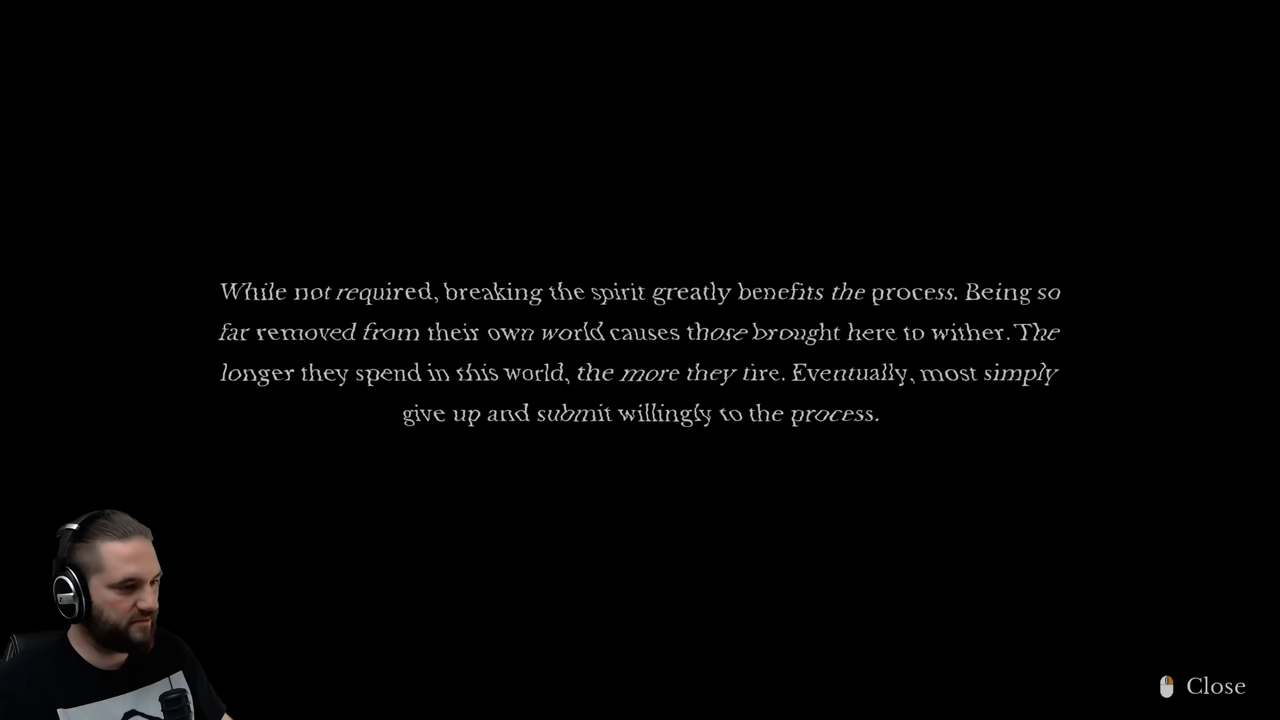 While not required, breaking the spirit greatly benefits the process. Being so
far removed from their own world causes those brought here to wither. The
longer they spend in this world, the more they tire. Eventually, most simply
give up and submit willingly to the process.
Close